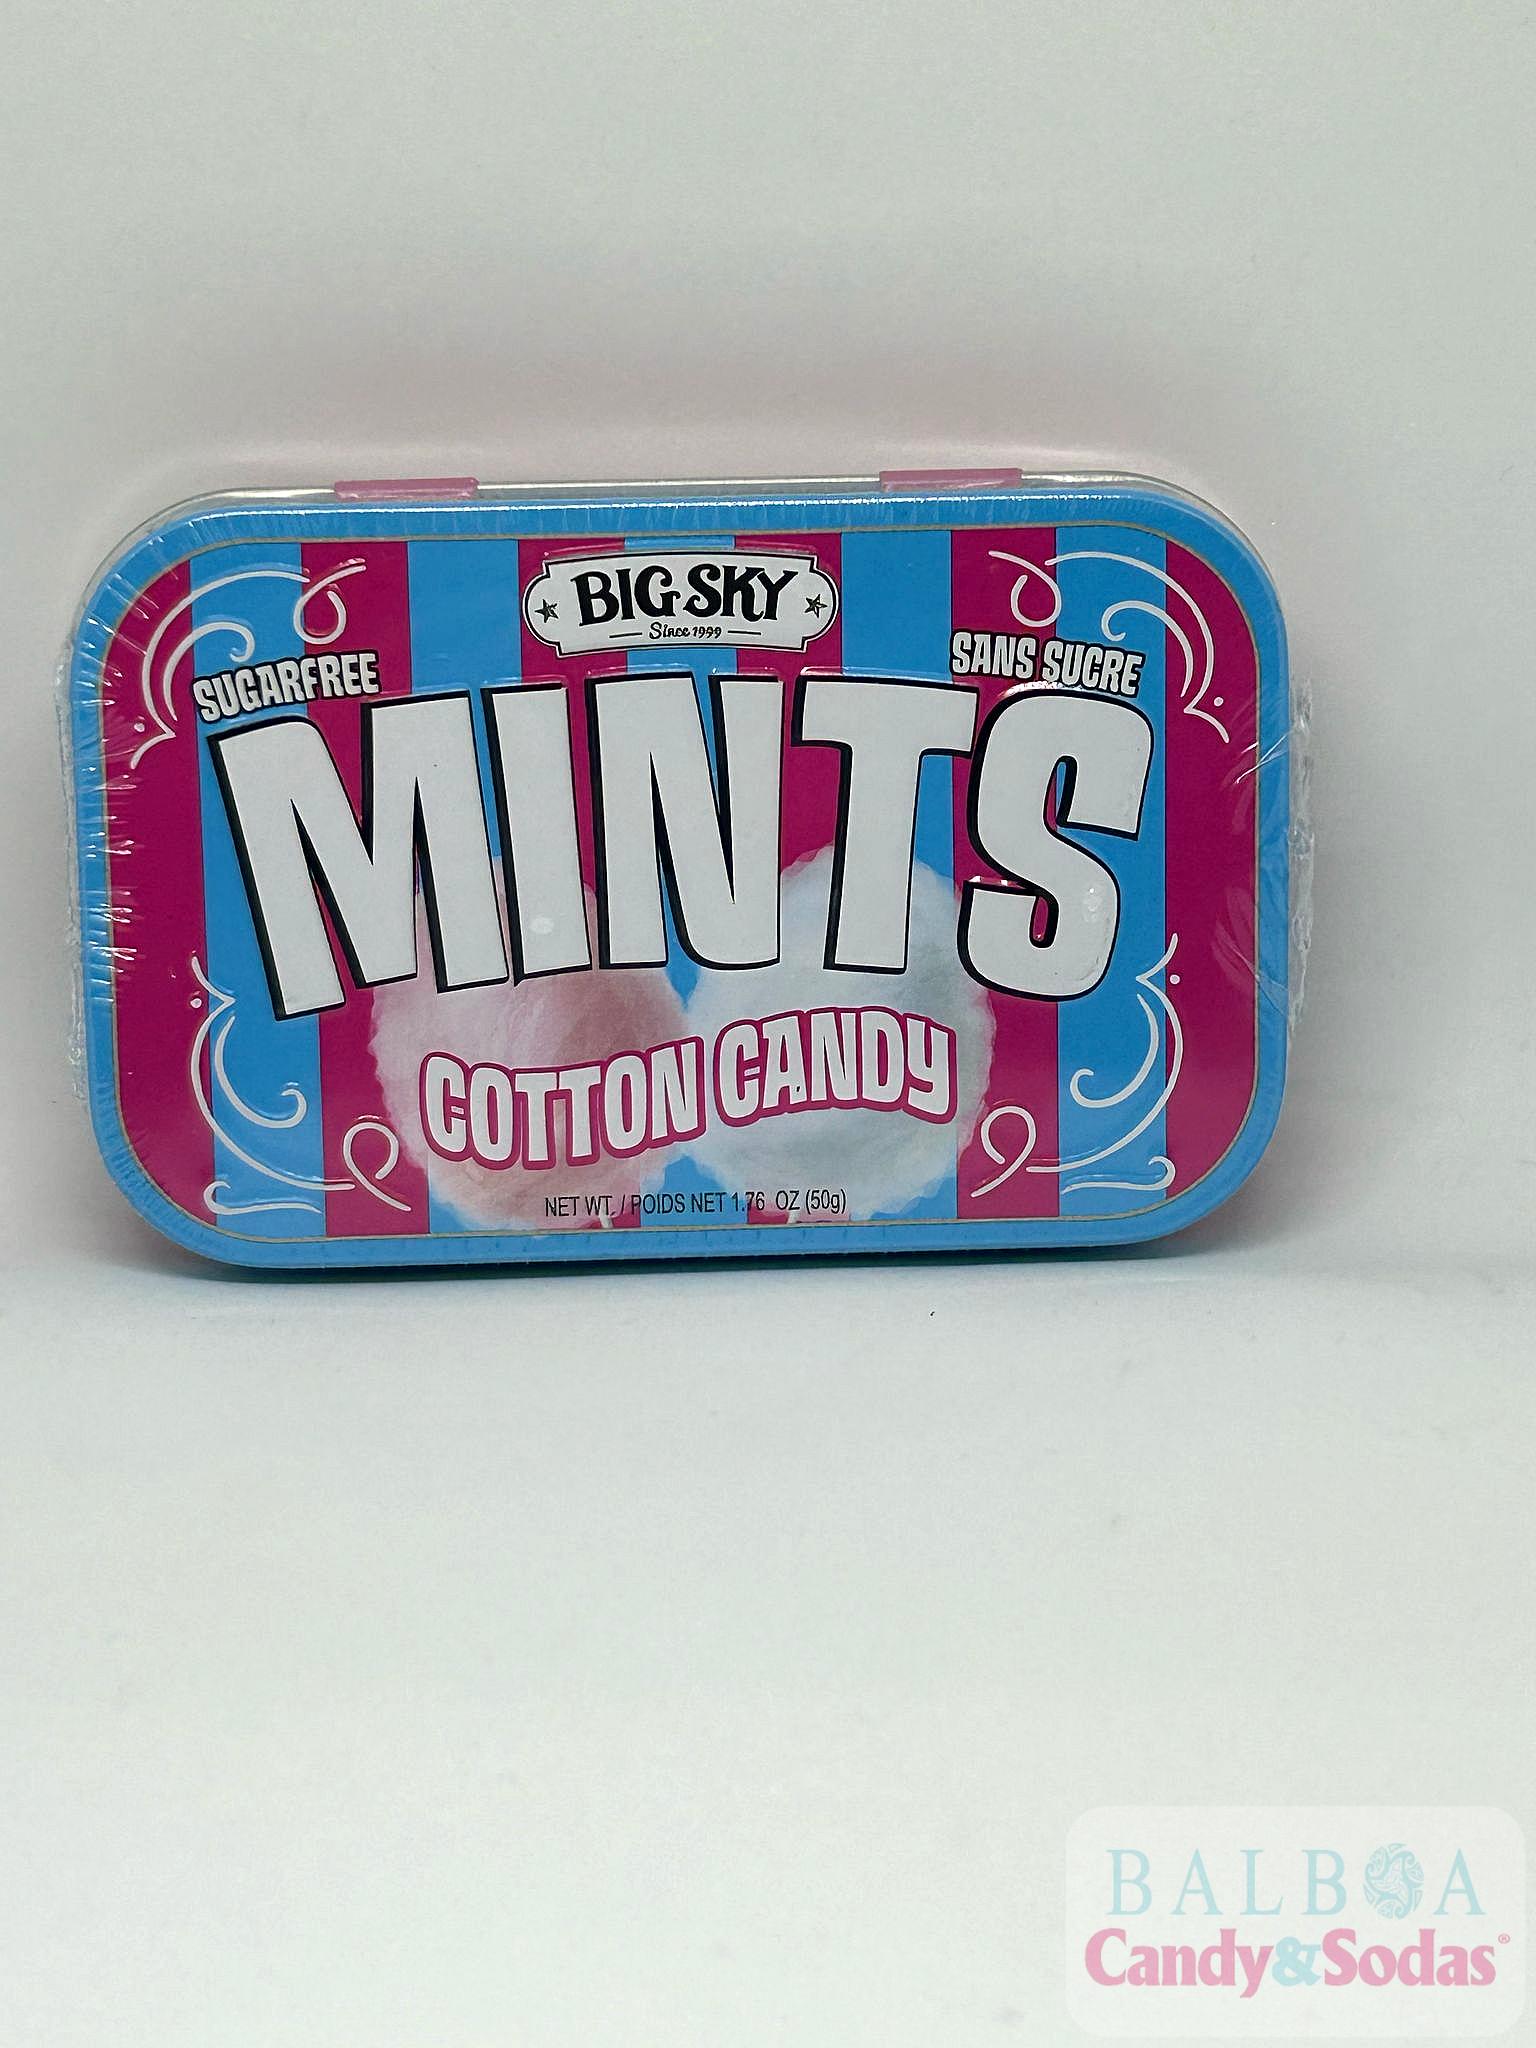 BIG SKY
Since 1999
SUGARFREE
SANS SUCRE
MINTS
COTTON CANDY
NET WT. / POIDS NET 1.76 OZ (50g)
BALBOA
Candy&Sodas®